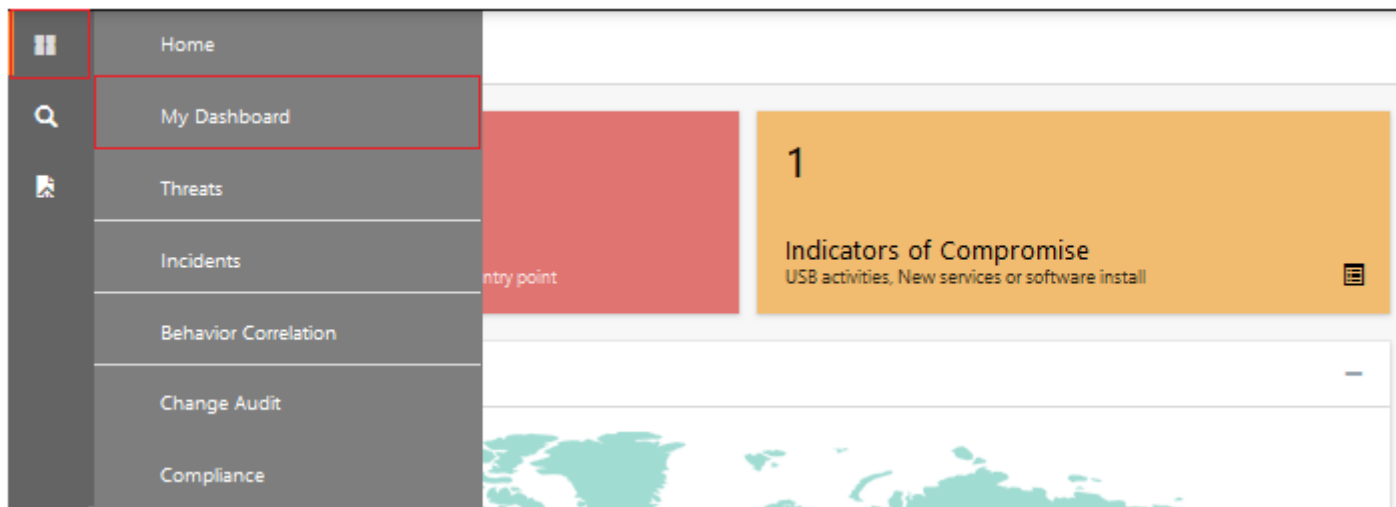 Home
My Dashboard
Threats
Incidents
Behavior Correlation
Change Audit
Compliance
point
1
Indicators of Compromise
USB activities, New services or software install